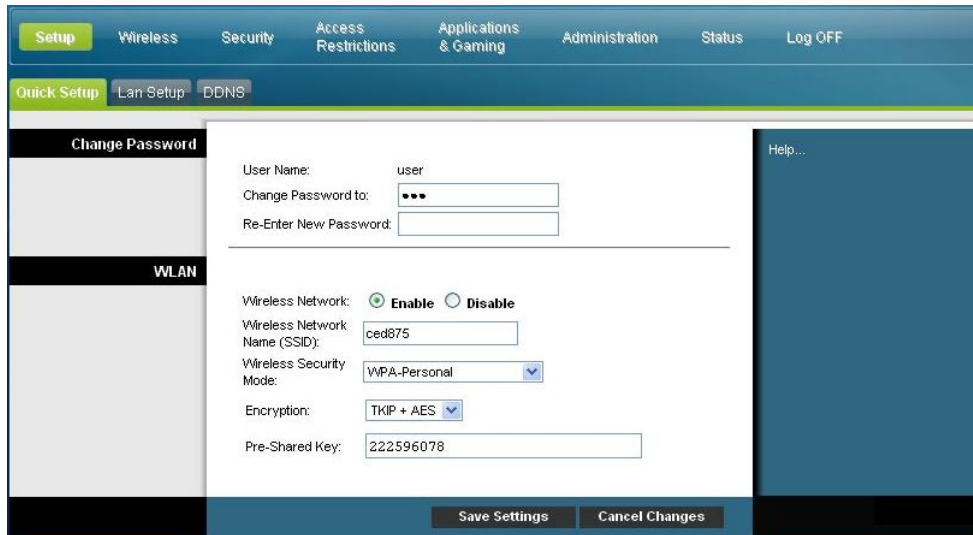 Setup Wireless Security Access Restrictions Applications & Gaming Administration Status Log OFF
Quick Setup Lan Setup DDNS
Change Password
Help...
User Name: user
Change Password to: •••
Re-Enter New Password:
WLAN
Wireless Network: Enable Disable
Wireless Network Name (SSID): ced875
Wireless Security Mode: WPA-Personal
Encryption: TKIP + AES
Pre-Shared Key: 222596078
Save Settings Cancel Changes